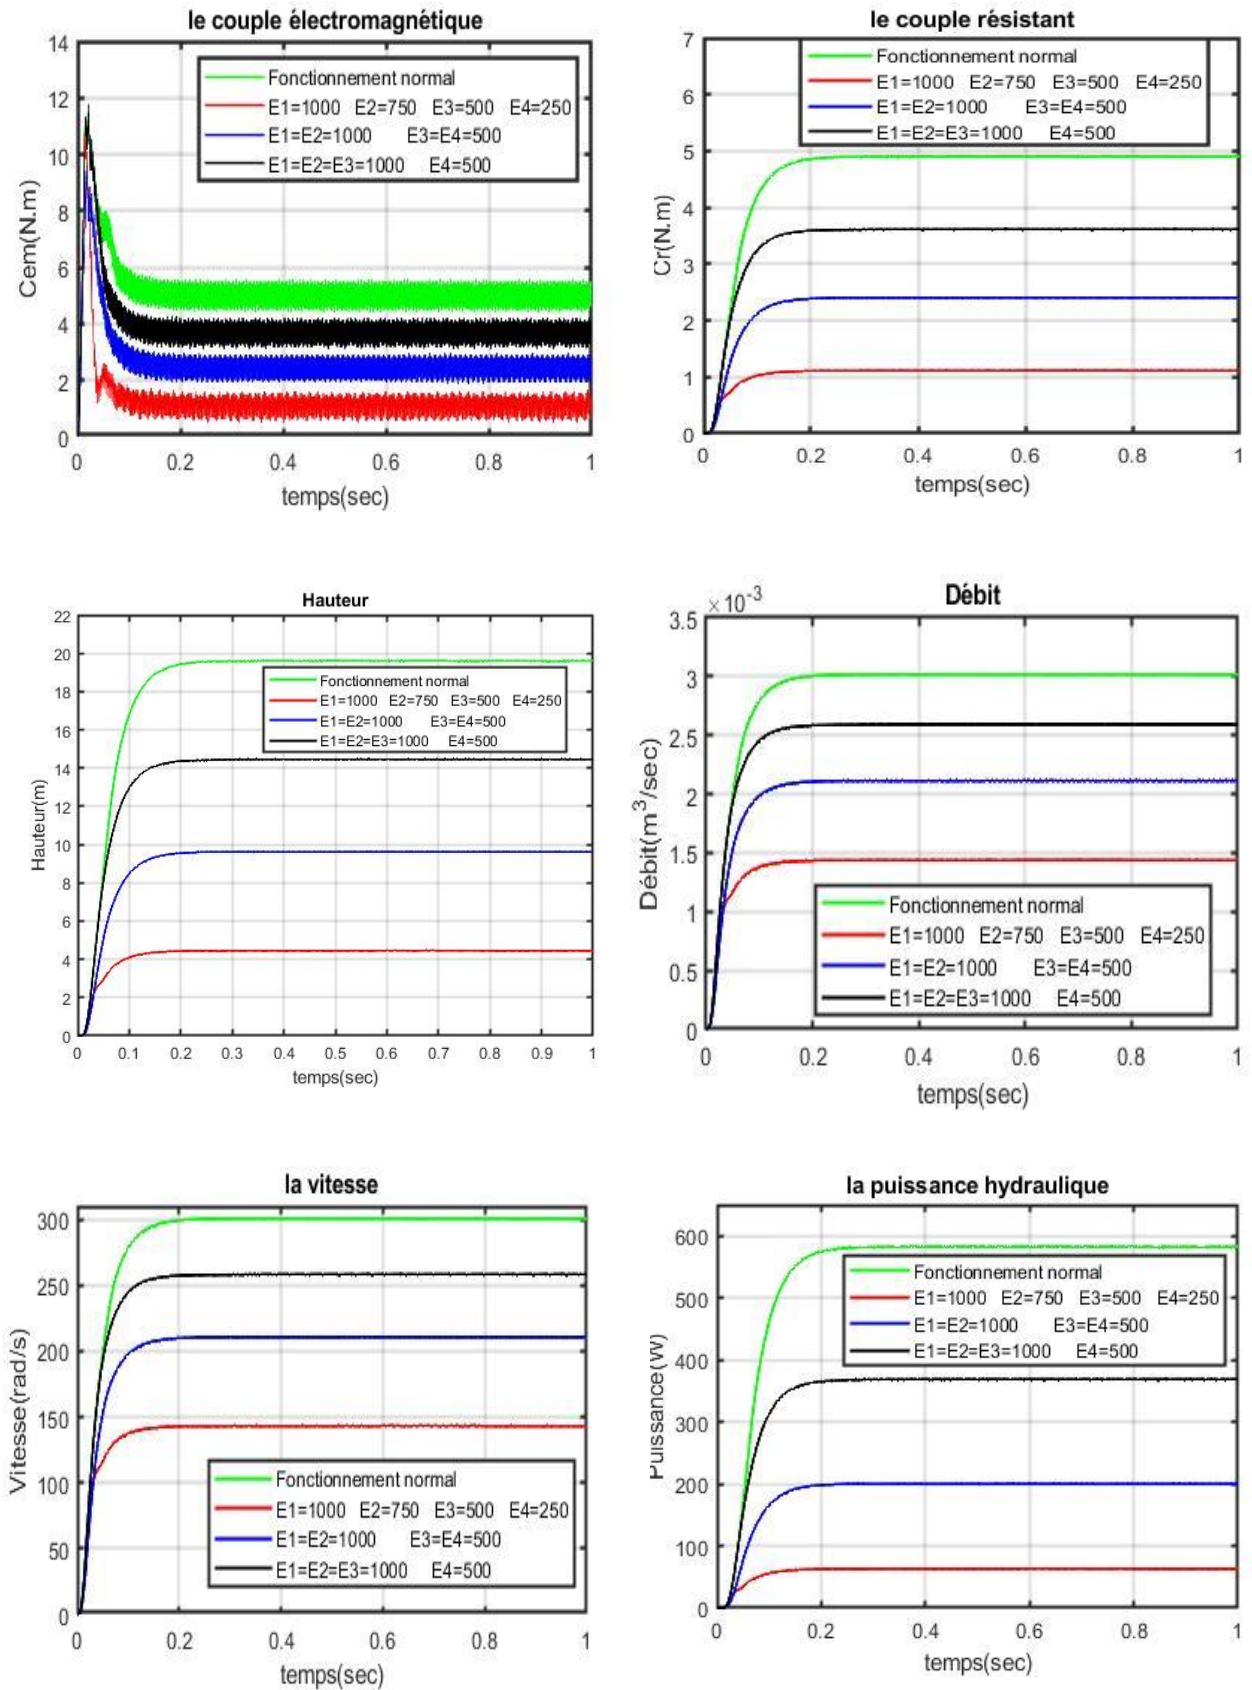 le couple électromagnétique
14
12
10
8
6
4
2
0
Cem(N.m)
Fonctionnement normal
E1=1000 E2=750 E3=500 E4=250
E1=E2=1000 E3=E4=500
E1=E2=E3=1000 E4=500
0 0.2 0.4 0.6 0.8 1
temps(sec)
le couple résistant
7
6
5
4
3
2
1
0
Cr(N.m)
Fonctionnement normal
E1=1000 E2=750 E3=500 E4=250
E1=E2=1000 E3=E4=500
E1=E2=E3=1000 E4=500
0 0.2 0.4 0.6 0.8 1
temps(sec)
Hauteur
22
20
18
16
14
12
10
8
6
4
2
0
Hauteur(m)
Fonctionnement normal
E1=1000 E2=750 E3=500 E4=250
E1=E2=1000 E3=E4=500
E1=E2=E3=1000 E4=500
0 0.1 0.2 0.3 0.4 0.5 0.6 0.7 0.8 0.9 1
temps(sec)
Débit
×10⁻³
3.5
3
2.5
2
1.5
1
0.5
0
Débit(m³/sec)
Fonctionnement normal
E1=1000 E2=750 E3=500 E4=250
E1=E2=1000 E3=E4=500
E1=E2=E3=1000 E4=500
0 0.2 0.4 0.6 0.8 1
temps(sec)
la vitesse
300
250
200
150
100
50
0
Vitesse(rad/s)
Fonctionnement normal
E1=1000 E2=750 E3=500 E4=250
E1=E2=1000 E3=E4=500
E1=E2=E3=1000 E4=500
0 0.2 0.4 0.6 0.8 1
temps(sec)
la puissance hydraulique
600
500
400
300
200
100
0
Puissance(W)
Fonctionnement normal
E1=1000 E2=750 E3=500 E4=250
E1=E2=1000 E3=E4=500
E1=E2=E3=1000 E4=500
0 0.2 0.4 0.6 0.8 1
temps(sec)